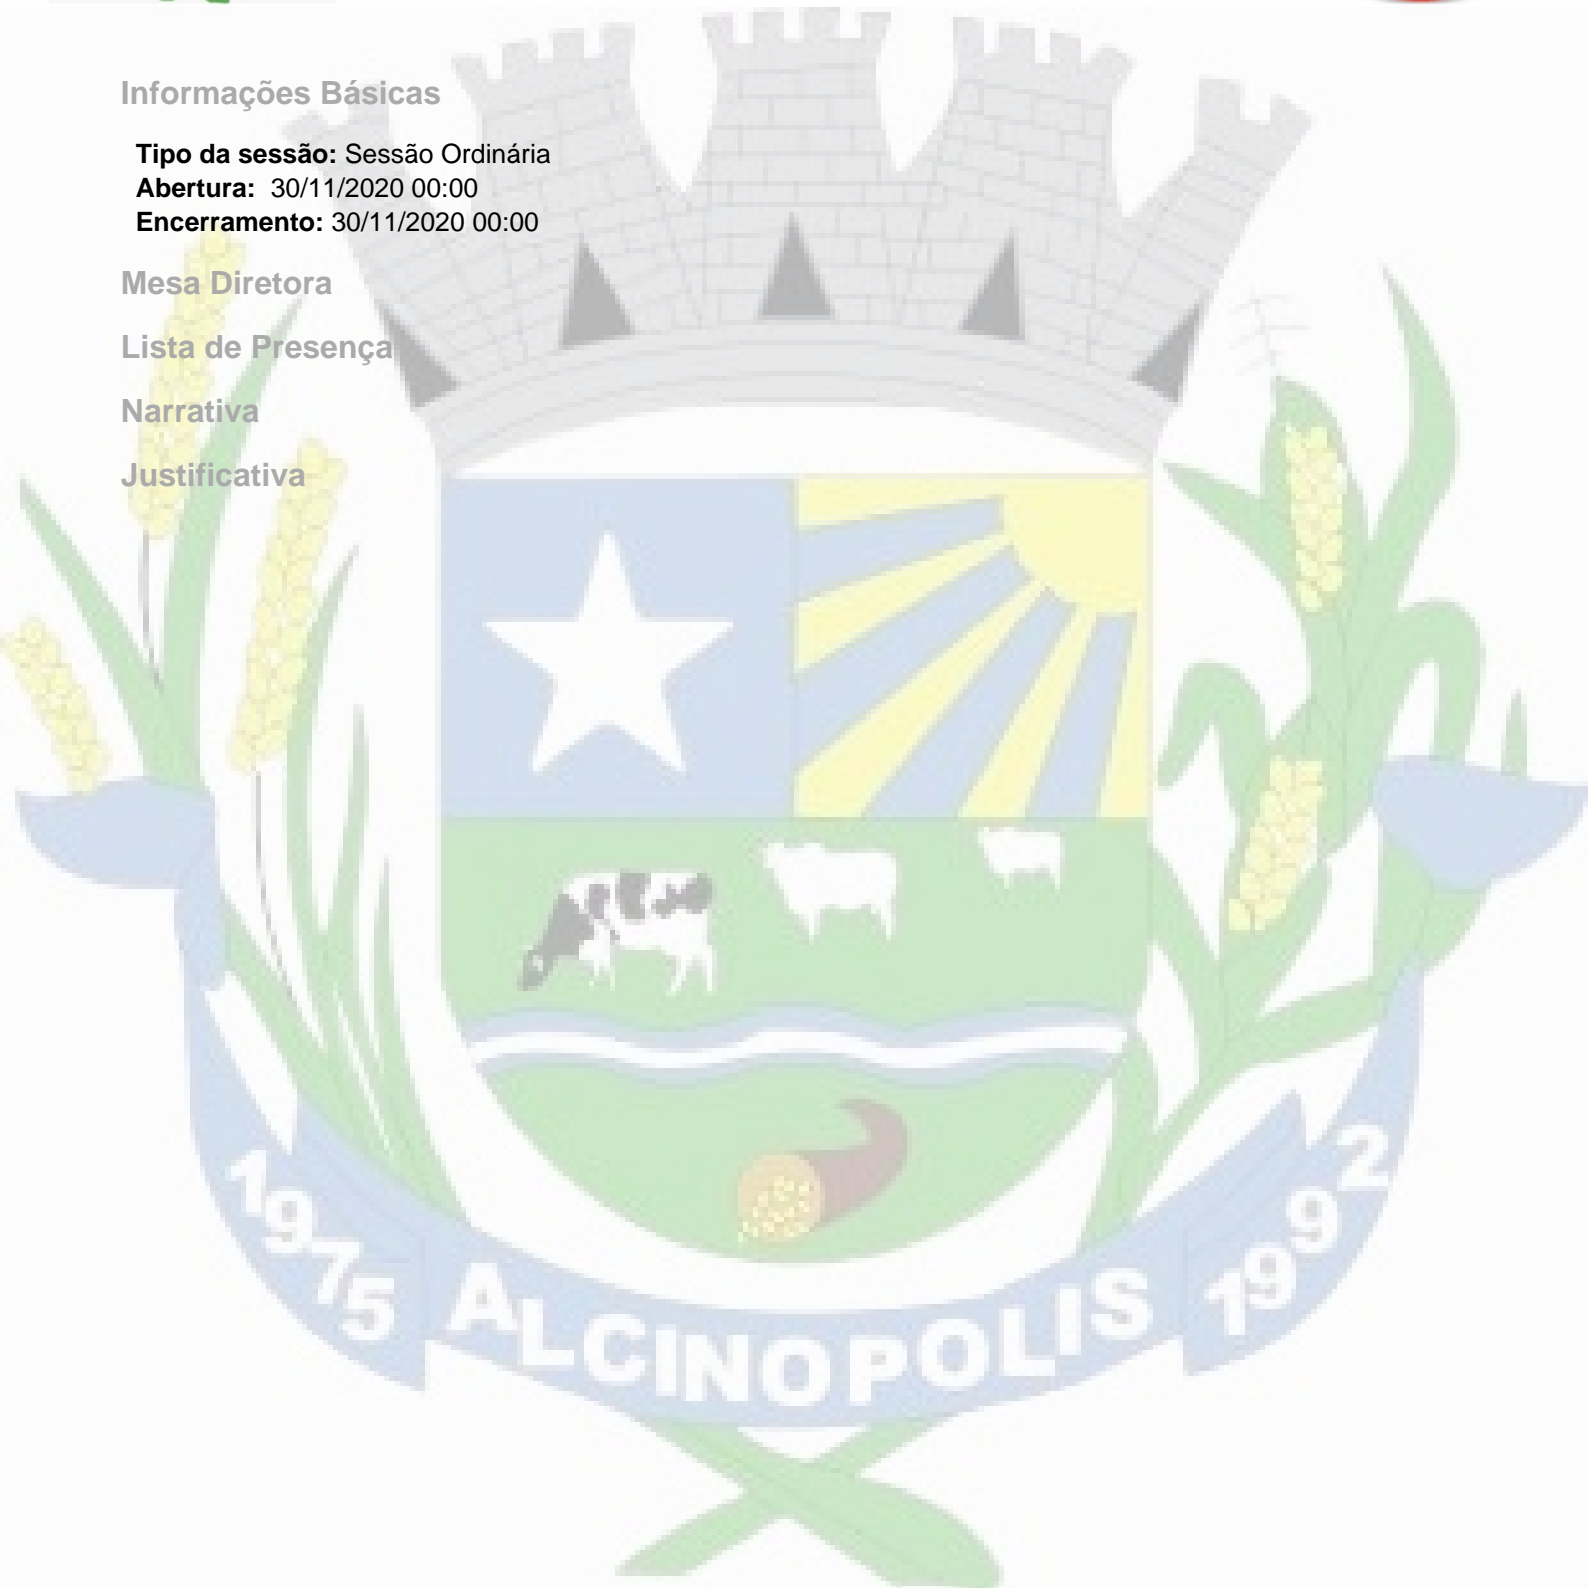 Informações Básicas
Tipo da sessão: Sessão Ordinária
Abertura: 30/11/2020 00:00
Encerramento: 30/11/2020 00:00
Mesa Diretora
Lista de Presença
Narrativa
Justificativa
1975 ALCINOPOLIS 1992